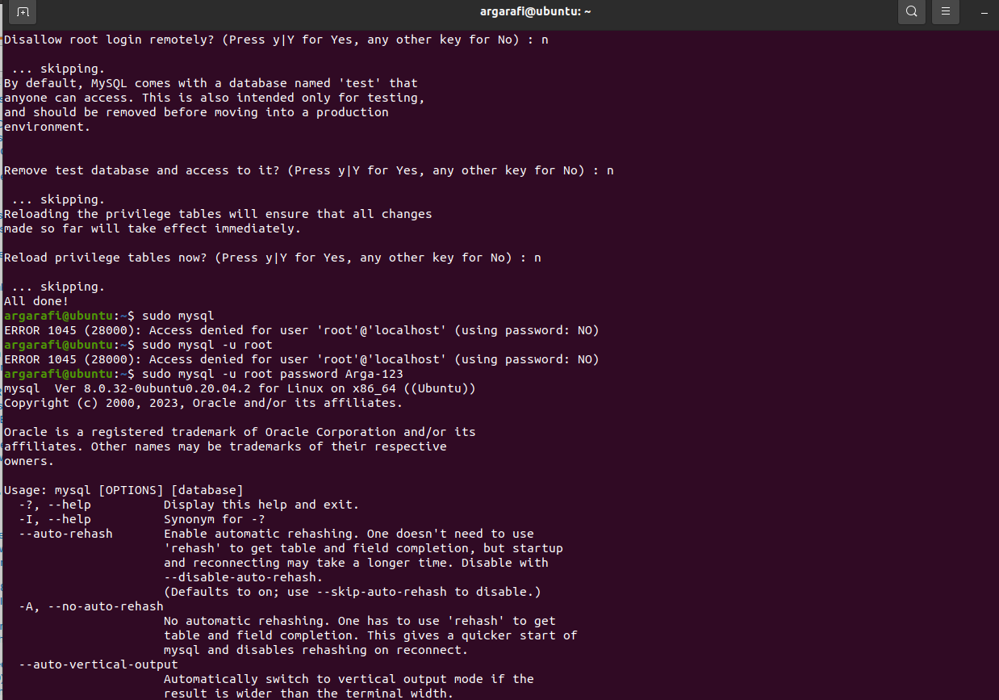 argarafi@ubuntu: ~
Disallow root login remotely? (Press y|Y for Yes, any other key for No) : n
... skipping.
By default, MySQL comes with a database named 'test' that
anyone can access. This is also intended only for testing,
and should be removed before moving into a production
environment.
Remove test database and access to it? (Press y|Y for Yes, any other key for No) : n
... skipping.
Reloading the privilege tables will ensure that all changes
made so far will take effect immediately.
Reload privilege tables now? (Press y|Y for Yes, any other key for No) : n
... skipping.
All done!
argarafi@ubuntu:~$ sudo mysql
ERROR 1045 (28000): Access denied for user 'root'@'localhost' (using password: NO)
argarafi@ubuntu:~$ sudo mysql -u root
ERROR 1045 (28000): Access denied for user 'root'@'localhost' (using password: NO)
argarafi@ubuntu:~$ sudo mysql -u root password Arga-123
mysql  Ver 8.0.32-0ubuntu0.20.04.2 for Linux on x86_64 ((Ubuntu))
Copyright (c) 2000, 2023, Oracle and/or its affiliates.
Oracle is a registered trademark of Oracle Corporation and/or its
affiliates. Other names may be trademarks of their respective
owners.
Usage: mysql [OPTIONS] [database]
-?, --help          Display this help and exit.
-I, --help          Synonym for -?
--auto-rehash       Enable automatic rehashing. One doesn't need to use
'rehash' to get table and field completion, but startup
and reconnecting may take a longer time. Disable with
--disable-auto-rehash.
(Defaults to on; use --skip-auto-rehash to disable.)
-A, --no-auto-rehash
No automatic rehashing. One has to use 'rehash' to get
table and field completion. This gives a quicker start of
mysql and disables rehashing on reconnect.
--auto-vertical-output
Automatically switch to vertical output mode if the
result is wider than the terminal width.